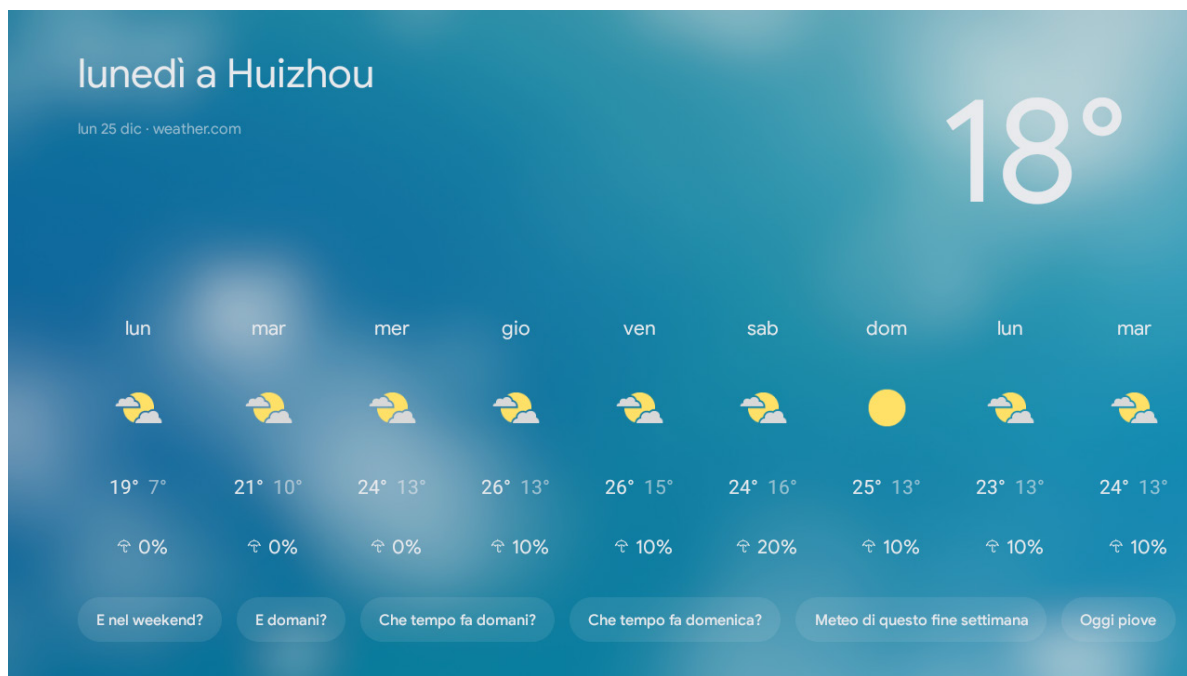 lunedì a Huizhou
lun 25 dic · weather.com
18°
lun mar mer gio ven sab dom lun mar
19° 7° 21° 10° 24° 13° 26° 13° 26° 15° 24° 16° 25° 13° 23° 13° 24° 13°
0% 0% 0% 10% 10% 20% 10% 10% 10%
E nel weekend? E domani? Che tempo fa domani? Che tempo fa domenica? Meteo di questo fine settimana Oggi piove